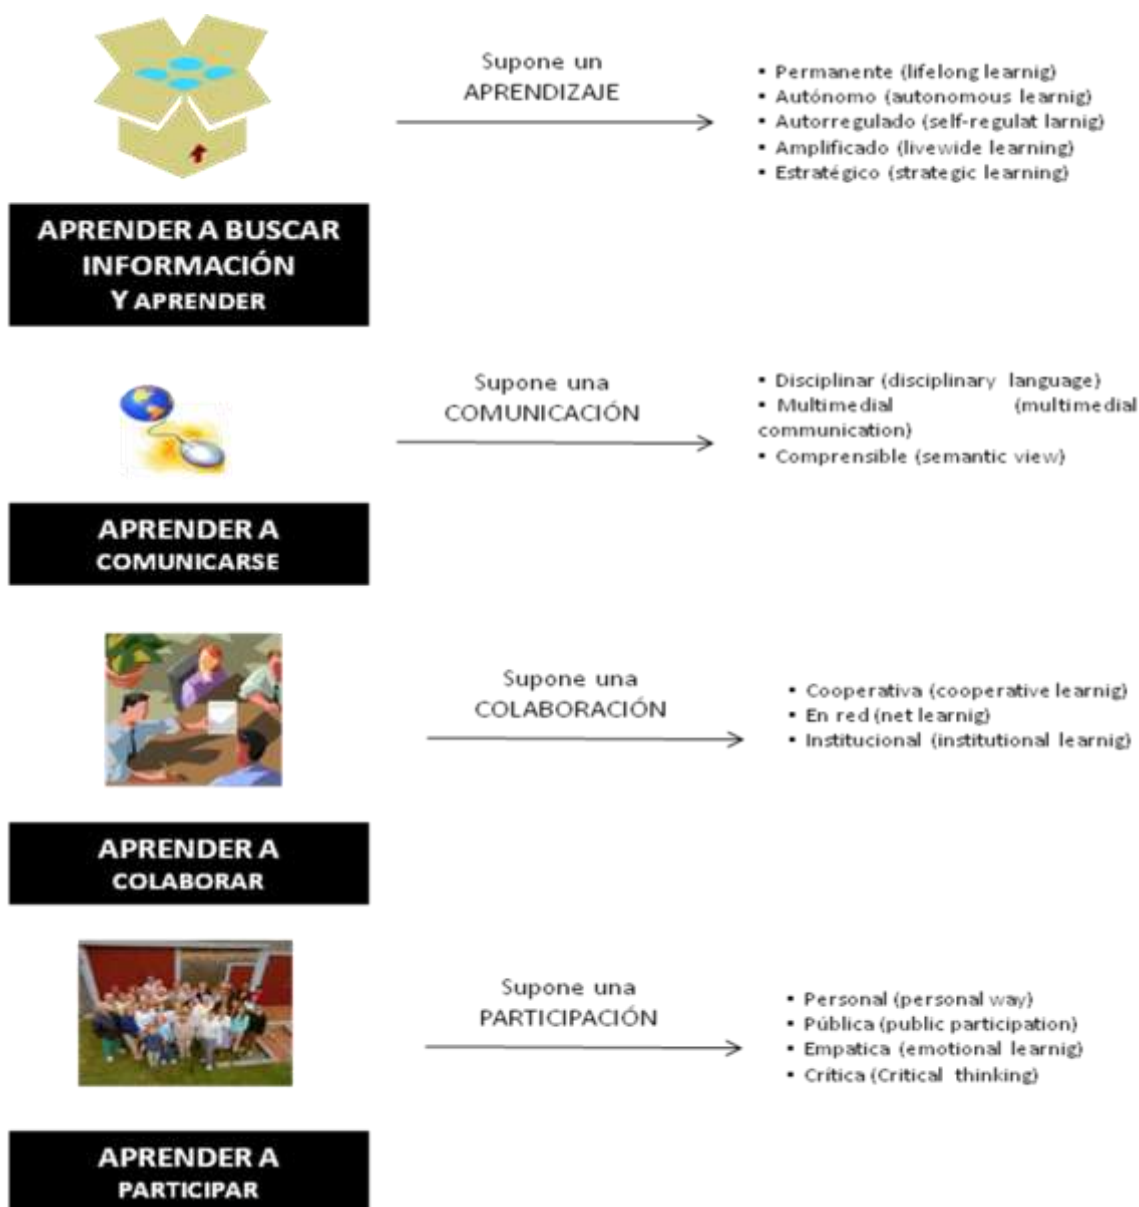 Supone un
APRENDIZAJE
▪ Permanente (lifelong learnig)
▪ Autónomo (autonomous learnig)
▪ Autorregulado (self-regulat larnig)
▪ Amplificado (livewide learning)
▪ Estratégico (strategic learning)
APRENDER A BUSCAR
INFORMACIÓN
Y APRENDER
Supone una
COMUNICACIÓN
▪ Disciplinar (disciplinary language)
▪ Multimedial (multimedial
communication)
▪ Comprensible (semantic view)
APRENDER A
COMUNICARSE
Supone una
COLABORACIÓN
▪ Cooperativa (cooperative learnig)
▪ En red (net learnig)
▪ Institucional (institutional learnig)
APRENDER A
COLABORAR
Supone una
PARTICIPACIÓN
▪ Personal (personal way)
▪ Pública (public participation)
▪ Empatica (emotional learnig)
▪ Crítica (Critical thinking)
APRENDER A
PARTICIPAR